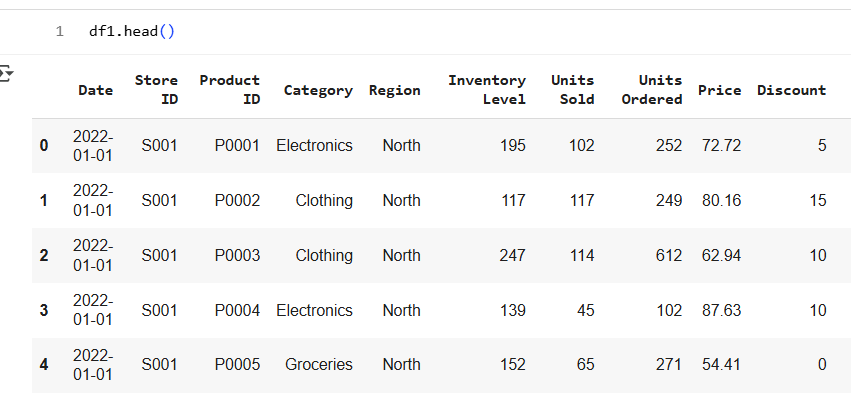 1 df1.head()
Date Store ID Product ID Category Region Inventory Level Units Sold Units Ordered Price Discount
0 2022-01-01 S001 P0001 Electronics North 195 102 252 72.72 5
1 2022-01-01 S001 P0002 Clothing North 117 117 249 80.16 15
2 2022-01-01 S001 P0003 Clothing North 247 114 612 62.94 10
3 2022-01-01 S001 P0004 Electronics North 139 45 102 87.63 10
4 2022-01-01 S001 P0005 Groceries North 152 65 271 54.41 0